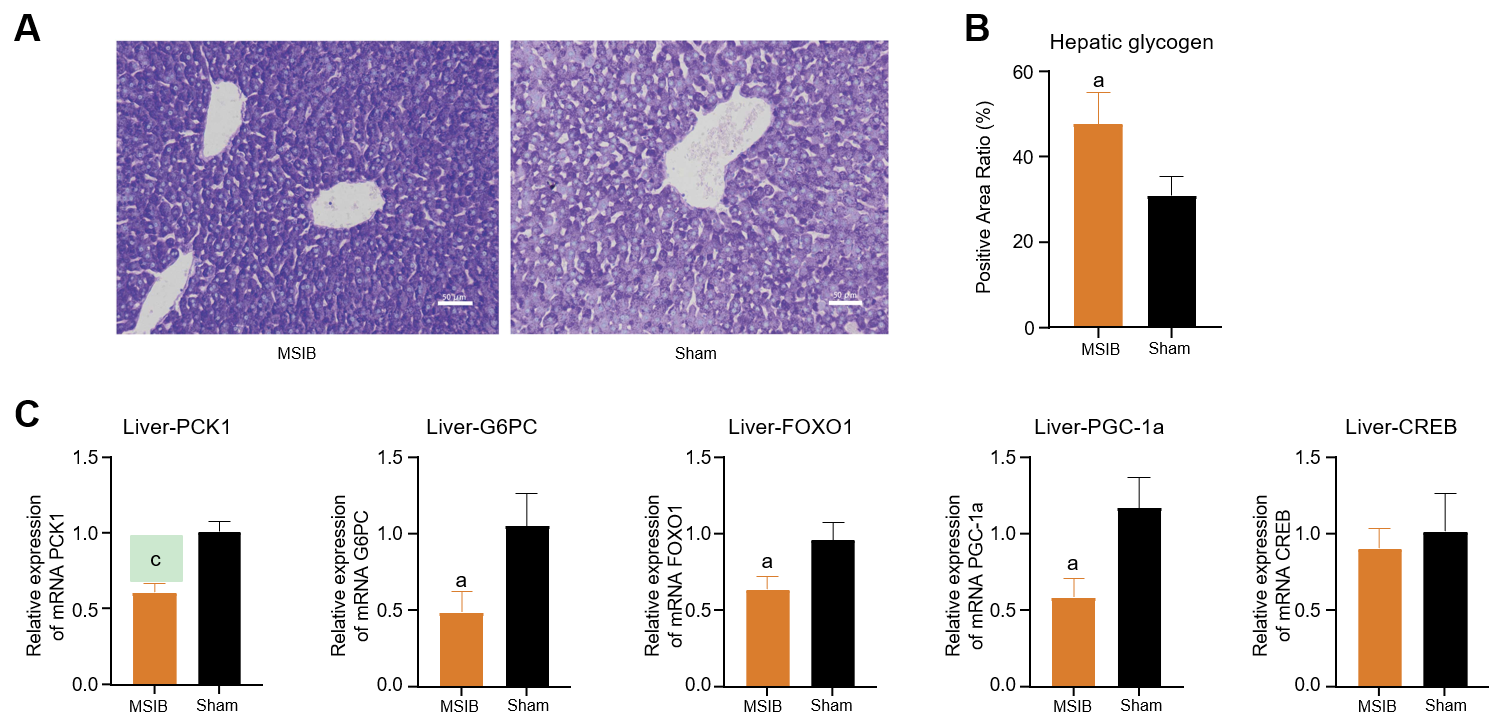 A
50 μm
50 μm
MSIB
Sham
B
Hepatic glycogen
Positive Area Ratio (%)
60
40
20
0
a
MSIB
Sham
C
Liver-PCK1
Relative expression
of mRNA PCK1
1.5
1.0
0.5
0.0
c
MSIB
Sham
Liver-G6PC
Relative expression
of mRNA G6PC
1.5
1.0
0.5
0.0
a
MSIB
Sham
Liver-FOXO1
Relative expression
of mRNA FOXO1
1.5
1.0
0.5
0.0
a
MSIB
Sham
Liver-PGC-1a
Relative expression
of mRNA PGC-1a
1.5
1.0
0.5
0.0
a
MSIB
Sham
Liver-CREB
Relative expression
of mRNA CREB
1.5
1.0
0.5
0.0
MSIB
Sham